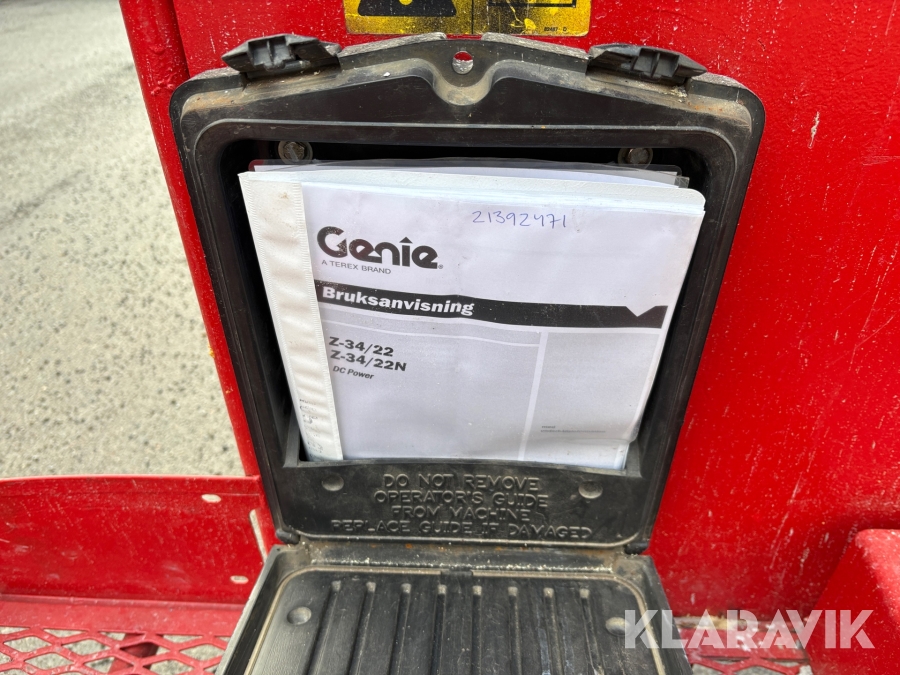 21392471
Genie
A TEREX BRAND
Bruksanvisning
Z-34/22
Z-34/22N
DC Power
DO NOT REMOVE
OPERATOR'S GUIDE
FROM MACHINE
REPLACE GUIDE IF DAMAGED
KLARAVIK